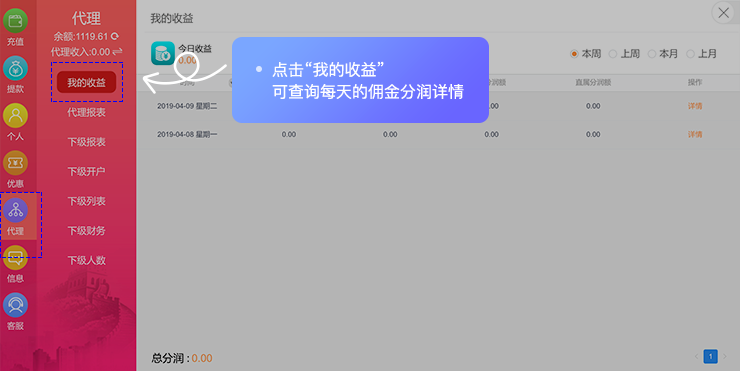 充值
提款
个人
优惠
代理
信息
客服
代理
余额:1119.61
代理收入:0.00
我的收益
代理报表
下级报表
下级开户
下级列表
下级财务
下级人数
我的收益
今日收益
0.00
本周 上周 本月 上月
点击“我的收益”
可查询每天的佣金分润详情
时间 分润额 直属分润额 操作
2019-04-09 星期二 0.00 0.00 详情
2019-04-08 星期一 0.00 0.00 0.00 0.00 详情
总分润 : 0.00
1